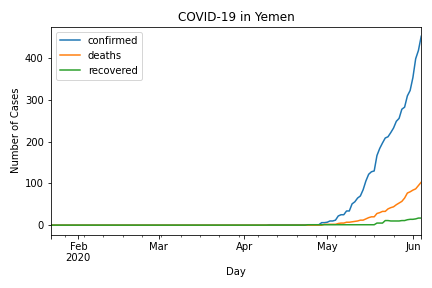 COVID-19 in Yemen
confirmed
deaths
recovered
Number of Cases
400
300
200
100
0
Feb
2020
Mar
Apr
May
Jun
Day